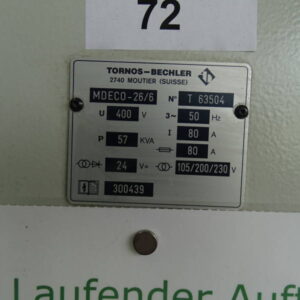 72
TORNOS-BECHLER
2740 MOUTIER (SUISSE)
MDECO-26/6 N° T 63504
U 400 V 3~ 50 Hz
I 80 A
P 57 KVA 80 A
24 V= 105/200/230 V
300439
Laufender Auft